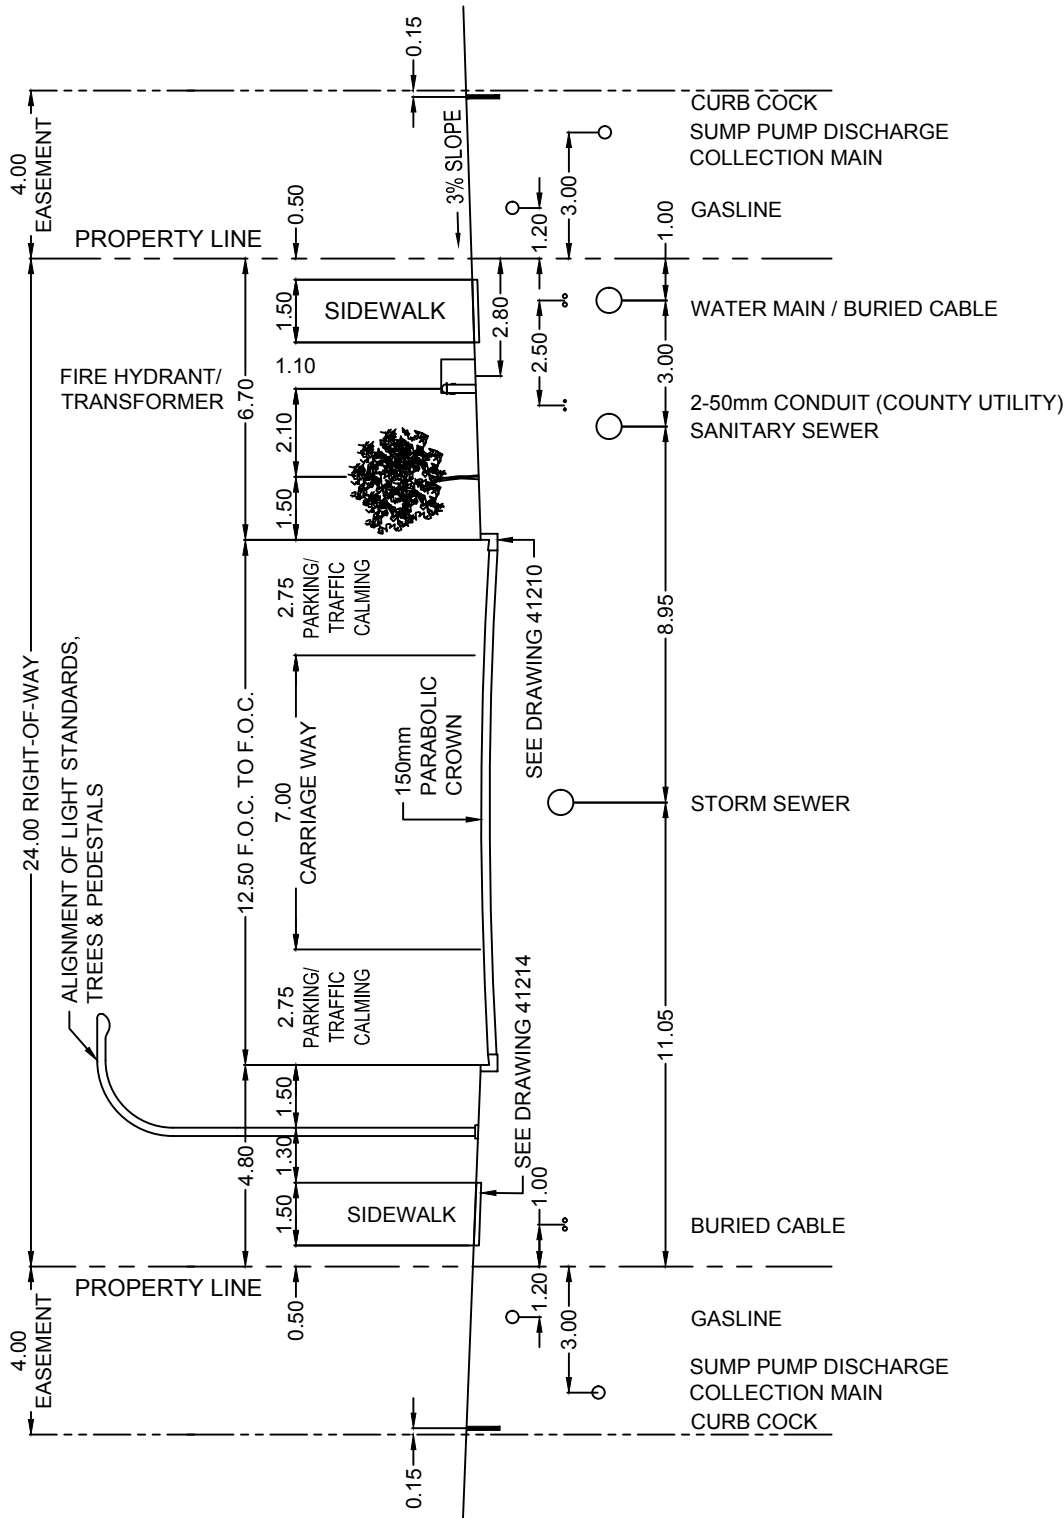 0.15
4.00
EASEMENT
CURB COCK
SUMP PUMP DISCHARGE
COLLECTION MAIN
3% SLOPE
0.50
1.20
3.00
GASLINE
1.00
PROPERTY LINE
1.50
SIDEWALK
2.80
2.50
3.00
WATER MAIN / BURIED CABLE
FIRE HYDRANT/
TRANSFORMER
6.70
1.10
2.10
1.50
2-50mm CONDUIT (COUNTY UTILITY)
SANITARY SEWER
24.00 RIGHT-OF-WAY
ALIGNMENT OF LIGHT STANDARDS,
TREES & PEDESTALS
12.50 F.O.C. TO F.O.C.
2.75
PARKING/
TRAFFIC
CALMING
7.00
CARRIAGE WAY
150mm
PARABOLIC
CROWN
SEE DRAWING 41210
8.95
STORM SEWER
2.75
PARKING/
TRAFFIC
CALMING
SEE DRAWING 41214
11.05
4.80
1.50
1.30
1.50
SIDEWALK
1.00
BURIED CABLE
PROPERTY LINE
4.00
EASEMENT
0.50
1.20
3.00
GASLINE
SUMP PUMP DISCHARGE
COLLECTION MAIN
CURB COCK
0.15